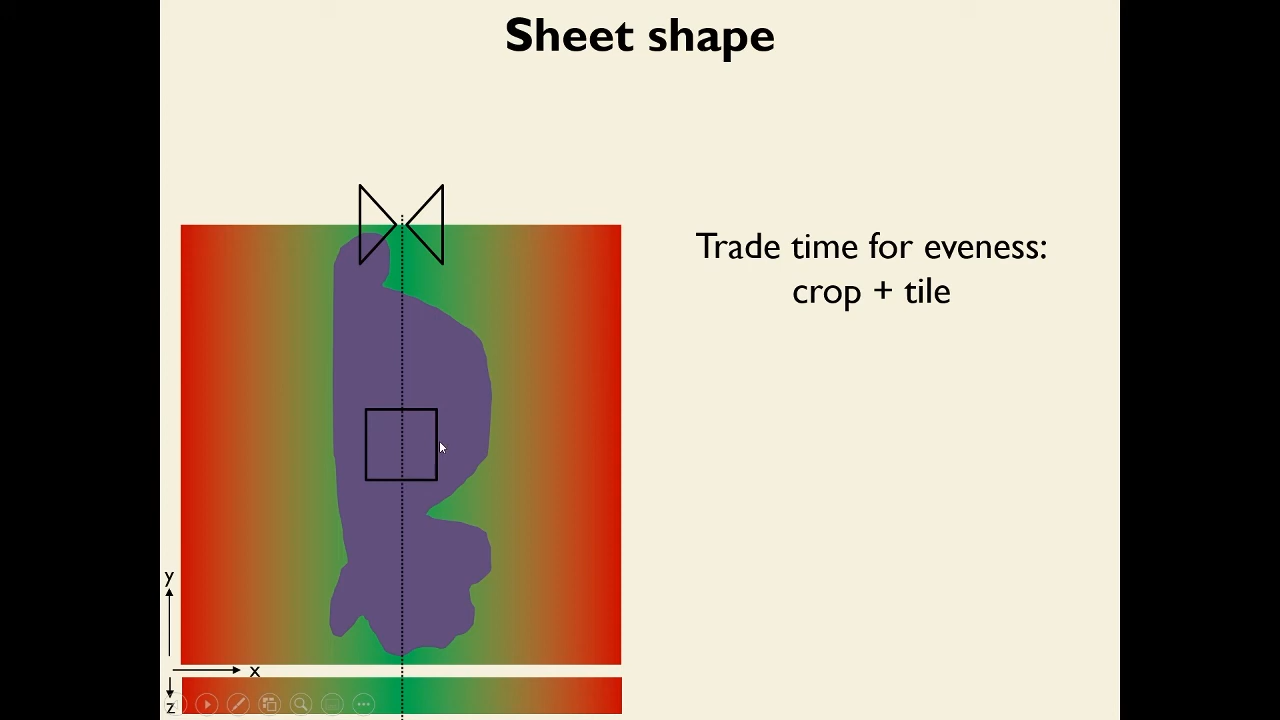 Sheet shape
Trade time for eveness:
crop + tile
y
x
z